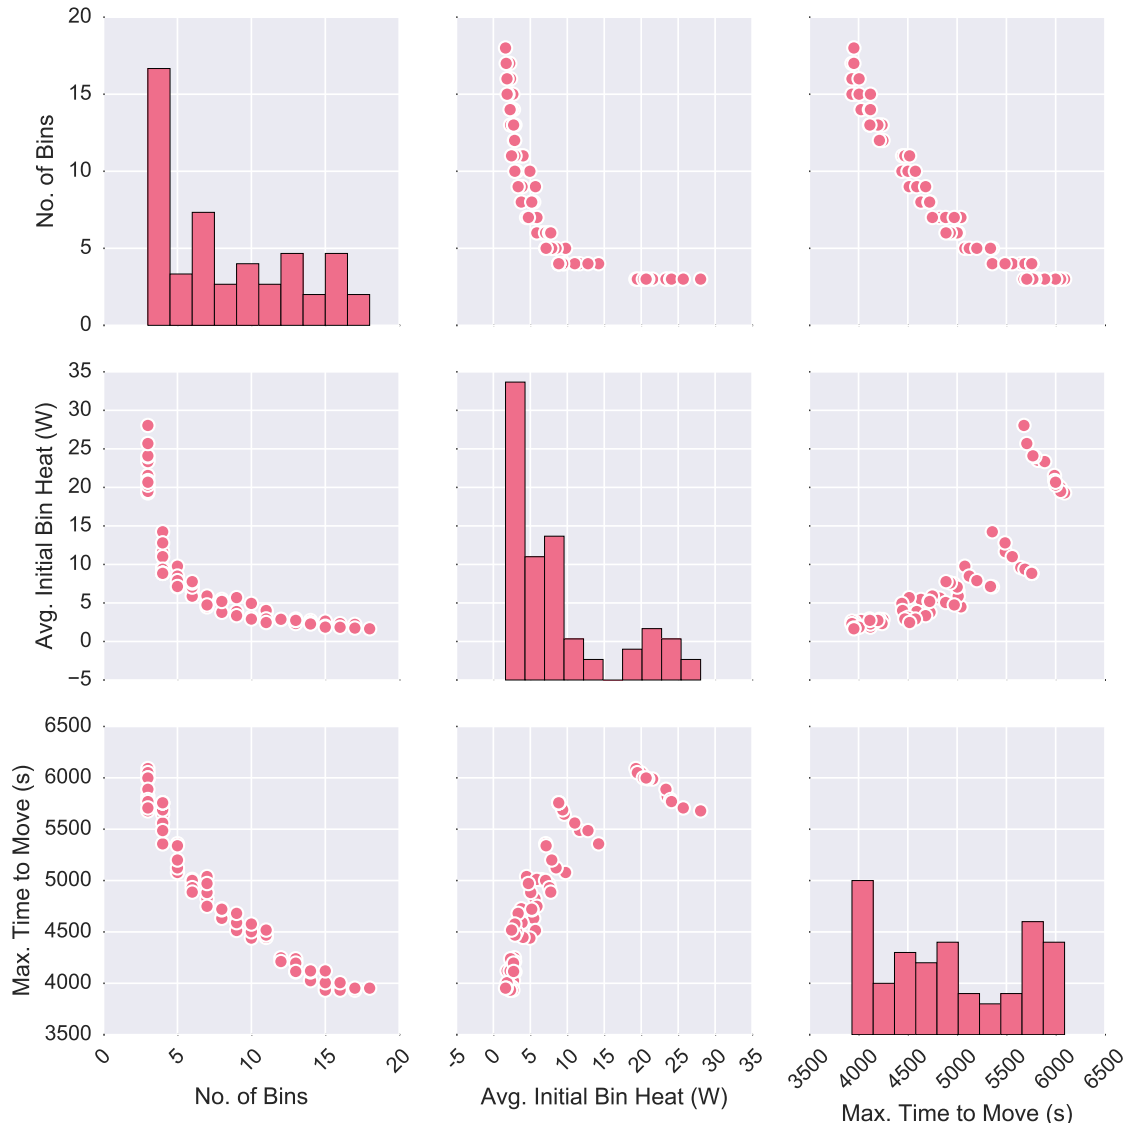 20
15
10
5
0
No. of Bins
35
30
25
20
15
10
5
0
−5
Avg. Initial Bin Heat (W)
6500
6000
5500
5000
4500
4000
3500
Max. Time to Move (s)
0 5 10 15 20
-5 0 5 10 15 20 25 30 35
3500 4000 4500 5000 5500 6000 6500
No. of Bins
Avg. Initial Bin Heat (W)
Max. Time to Move (s)